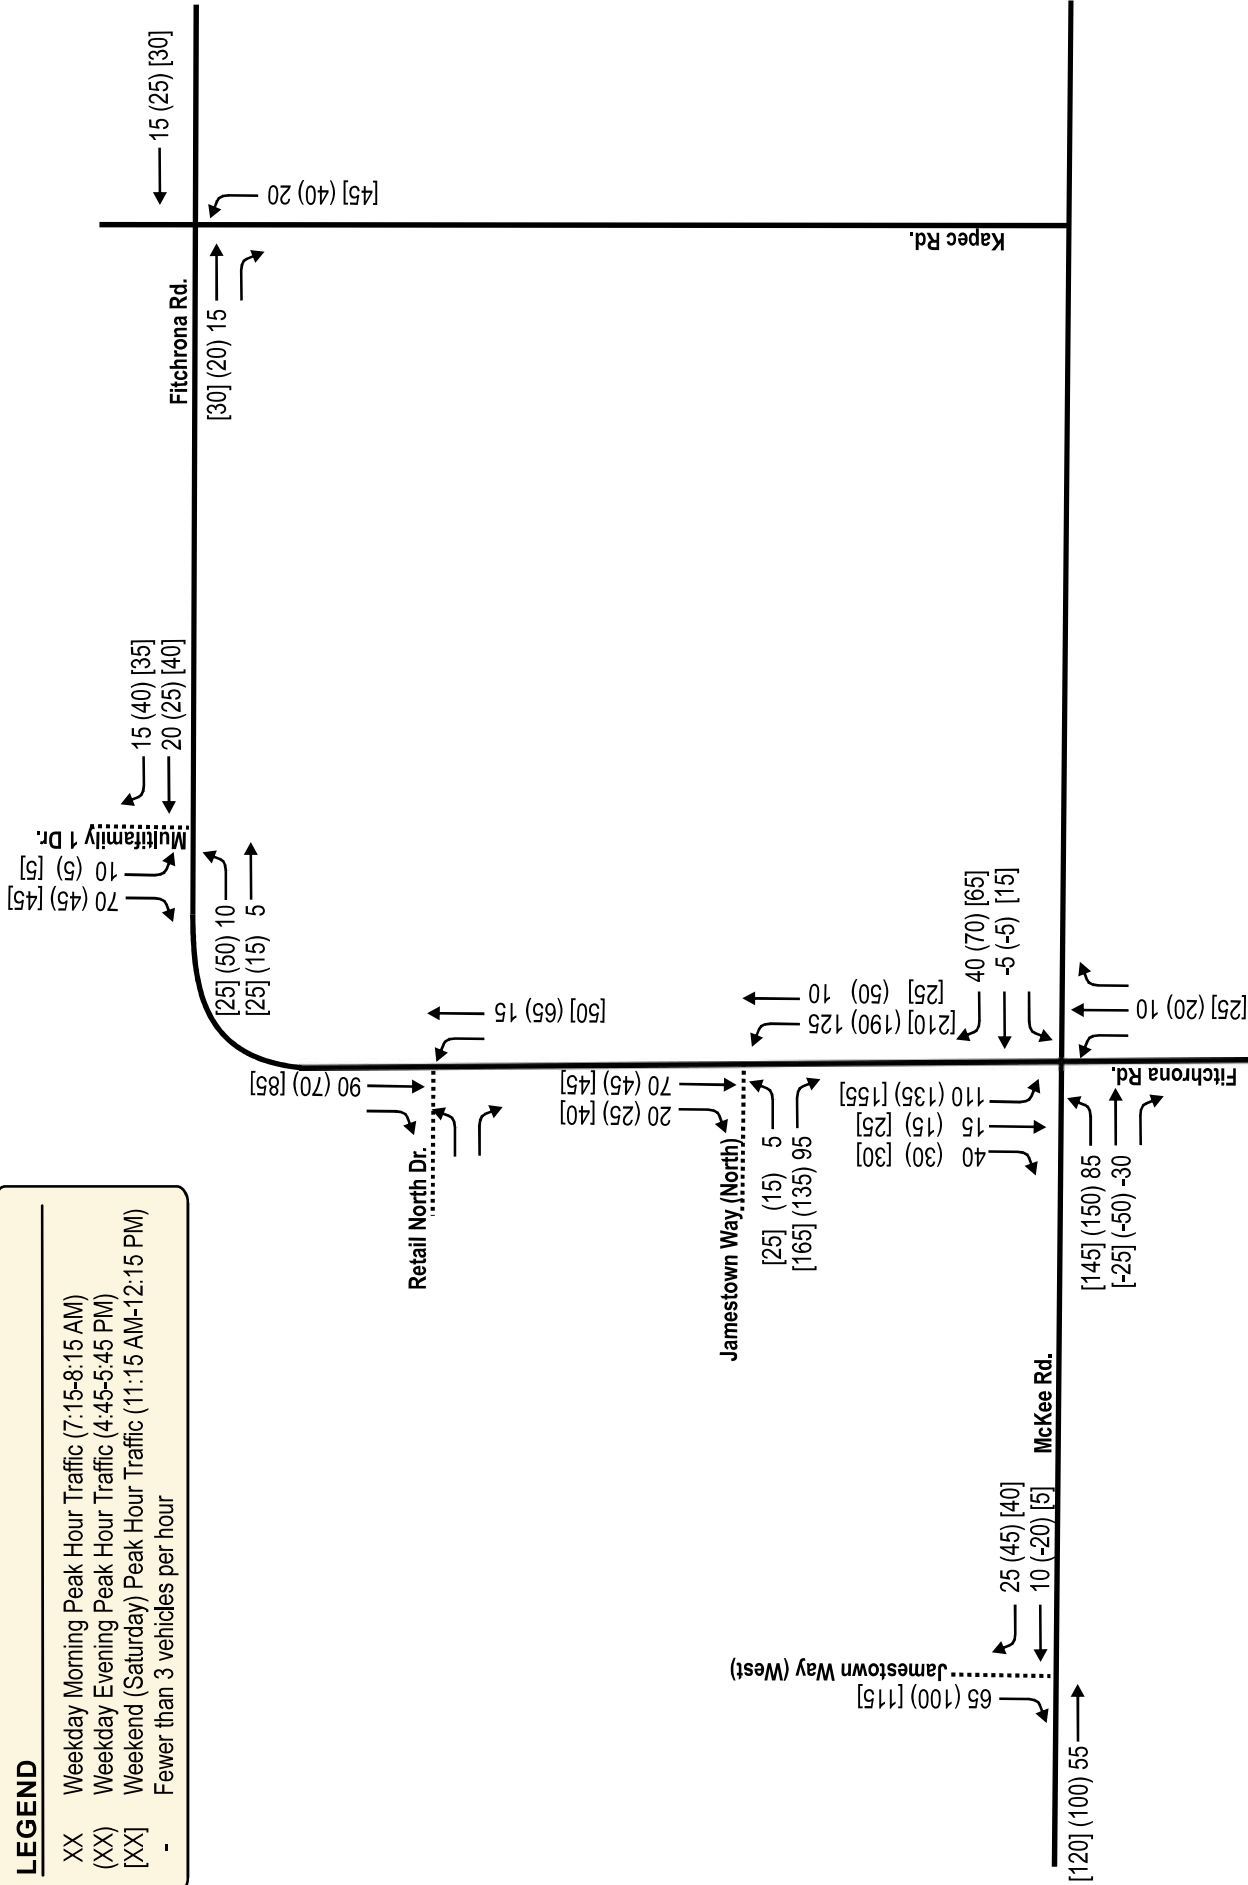 LEGEND
XX Weekday Morning Peak Hour Traffic (7:15-8:15 AM)
(XX) Weekday Evening Peak Hour Traffic (4:45-5:45 PM)
[XX] Weekend (Saturday) Peak Hour Traffic (11:15 AM-12:15 PM)
- Fewer than 3 vehicles per hour
70 (45) [45]
10 (5) [5]
Multifamily 1 Dr.
15 (40) [35]
20 (25) [40]
[25] (50) 10
[25] (15) 5
Fitchrona Rd.
15 (25) [30]
[30] (20) 15
[45] (40) 20
Kapec Rd.
90 (70) [85]
[50] (65) 15
Retail North Dr.
70 (45) [45]
20 (25) [40]
[25] (50) 10
[210] (190) 125
Jamestown Way (North)
[25] (15) 5
[165] (135) 95
110 (135) [155]
15 (15) [25]
40 (30) [30]
40 (70) [65]
-5 (-5) [15]
[25] (20) 10
Fitchrona Rd.
[145] (150) 85
[-25] (-50) -30
McKee Rd.
25 (45) [40]
10 (-20) [5]
Jamestown Way (West)
65 (100) [115]
[120] (100) 55